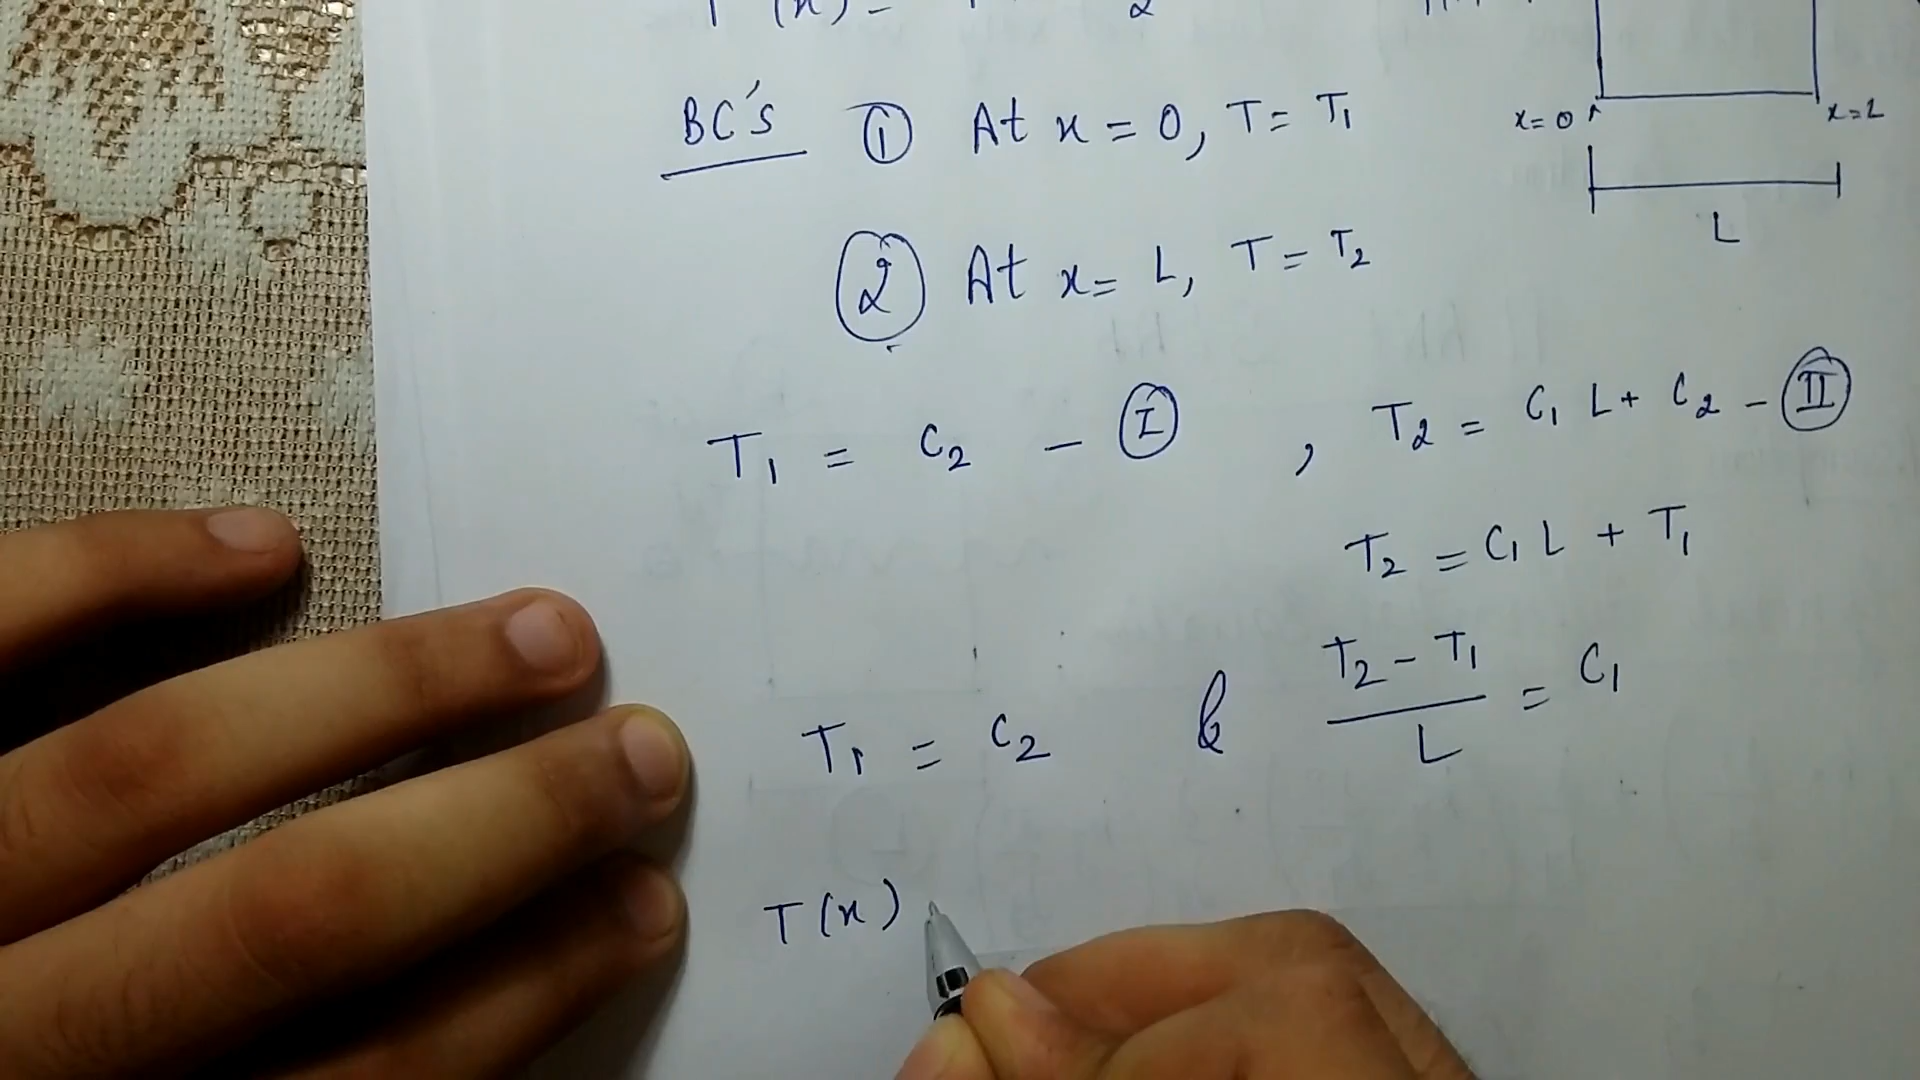 T (x) =
BC's ① At x = 0, T = T₁
x=0 x=L
L
② At x = L, T = T₂
T₁ = C₂ - Ⓘ , T₂ = C₁ L + C₂ - Ⅱ
T₂ = C₁ L + T₁
T₁ = C₂ & (T₂ - T₁)/L = C₁
T(x)